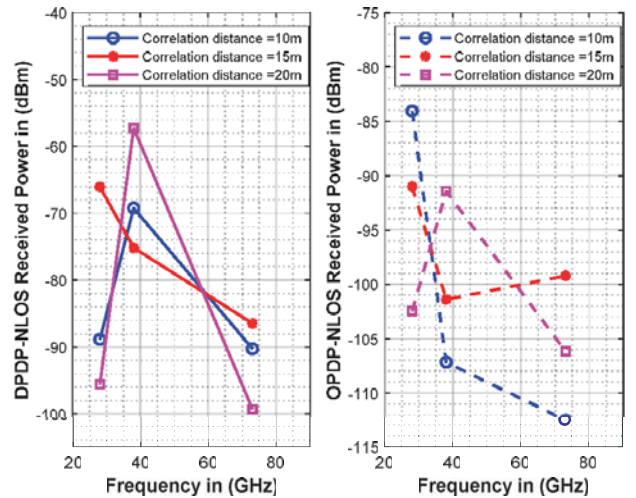 -40
-50
-60
-70
-80
-90
-100
DPDP-NLOS Received Power in (dBm)
Correlation distance =10m
Correlation distance =15m
Correlation distance =20m
20 40 60 80
Frequency in (GHz)
-75
-80
-85
-90
-95
-100
-105
-110
-115
OPDP-NLOS Received Power in (dBm)
Correlation distance =10m
Correlation distance =15m
Correlation distance =20m
20 40 60 80
Frequency in (GHz)